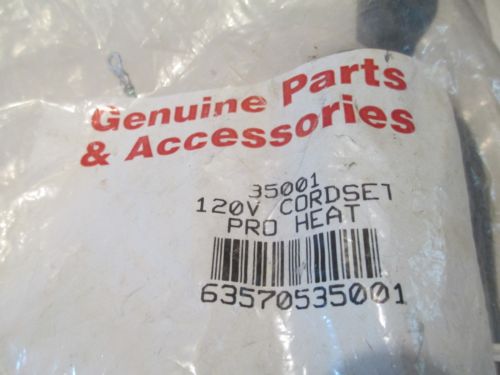 Genuine Parts
& Accessories
35001
120V CORDSET
PRO HEAT
63570535001